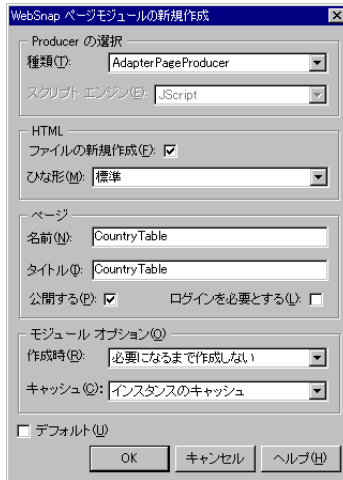 WebSnap ページモジュールの新規作成
Producer の選択
種類(T): AdapterPageProducer
スクリプト エンジン(E): JScript
HTML
ファイルの新規作成(F):
ひな形(M): 標準
ページ
名前(N): CountryTable
タイトル(I): CountryTable
公開する(P): ログインを必要とする(L):
モジュール オプション(O)
作成時(R): 必要になるまで作成しない
キャッシュ(C): インスタンスのキャッシュ
デフォルト(U)
OK キャンセル ヘルプ(H)